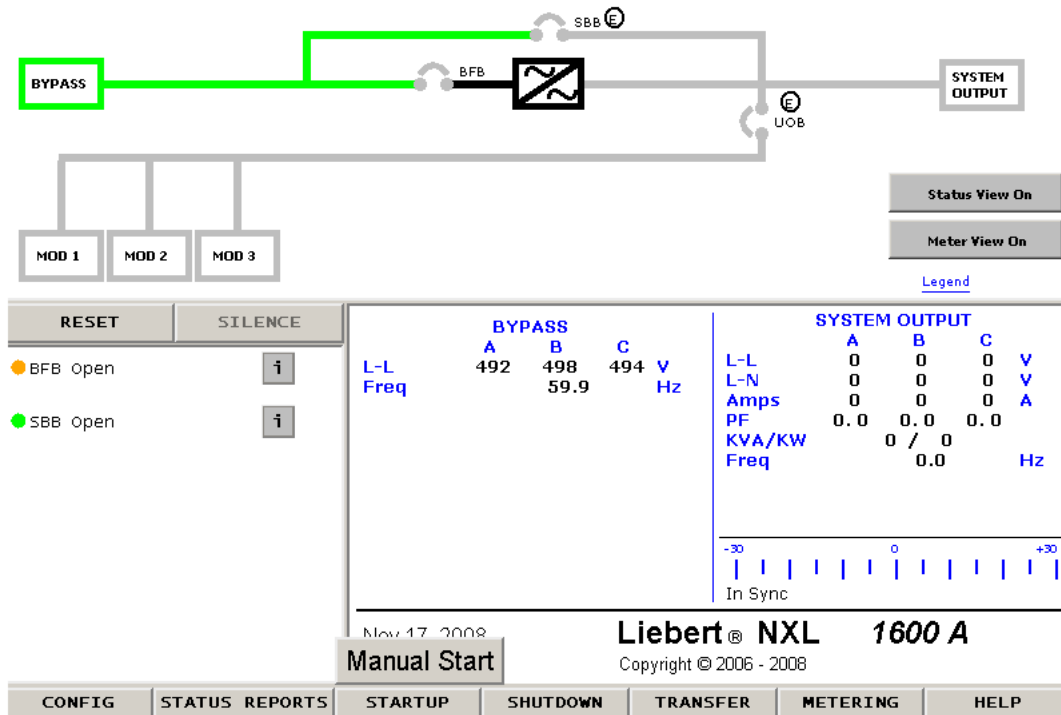 SBB E
BYPASS
BFB
SYSTEM
OUTPUT
E
UOB
Status View On
MOD 1 MOD 2 MOD 3
Meter View On
Legend
RESET SILENCE
BFB Open i
SBB Open i
BYPASS
A B C
L-L 492 498 494 V
Freq 59.9 Hz
SYSTEM OUTPUT
A B C
L-L 0 0 0 V
L-N 0 0 0 V
Amps 0 0 0 A
PF 0.0 0.0 0.0
KVA/KW 0 / 0
Freq 0.0 Hz
-30 0 +30
In Sync
Nov 17, 2008
Liebert ® NXL 1600 A
Manual Start
Copyright © 2006 - 2008
CONFIG STATUS REPORTS STARTUP SHUTDOWN TRANSFER METERING HELP